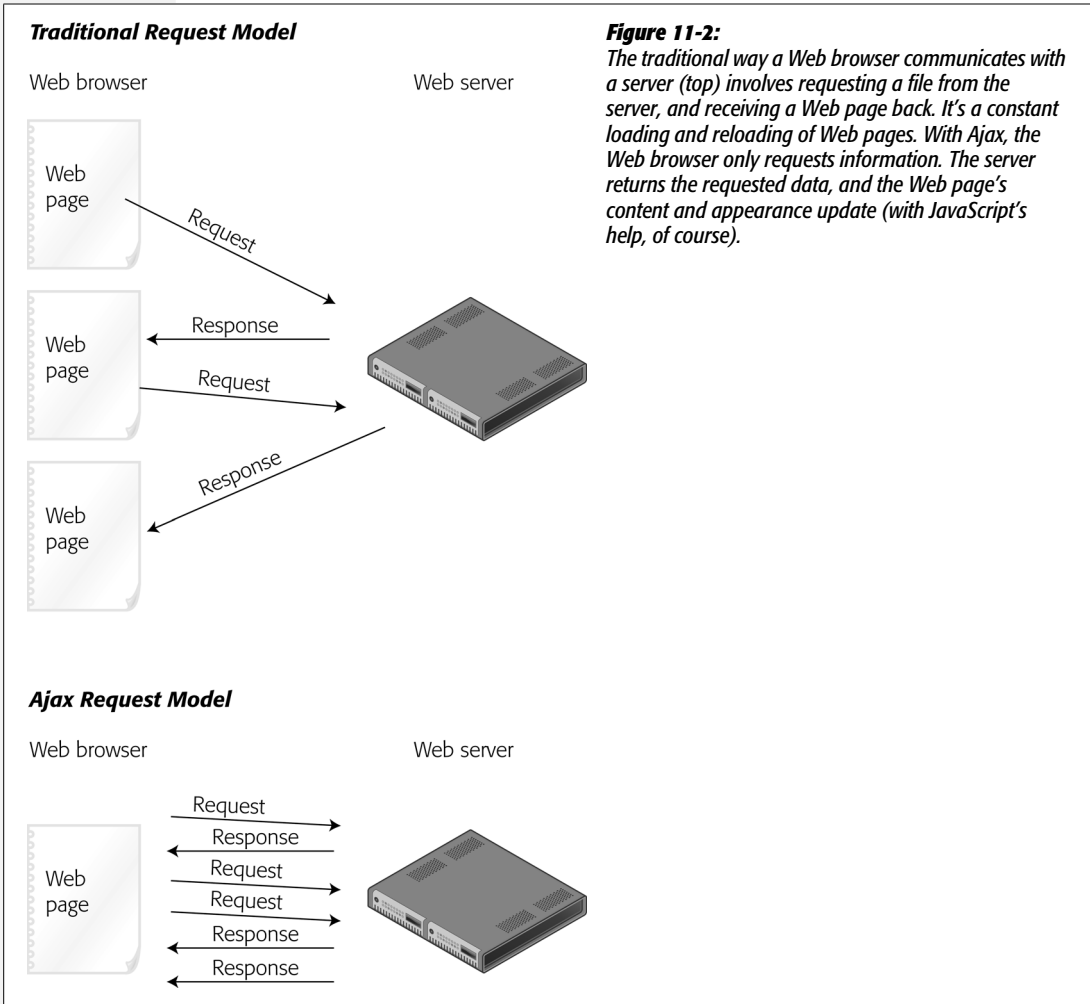 Traditional Request Model
Web browser
Web server
Web
page
Request
Response
Web
page
Request
Response
Web
page
Figure 11-2:
The traditional way a Web browser communicates with
a server (top) involves requesting a file from the
server, and receiving a Web page back. It's a constant
loading and reloading of Web pages. With Ajax, the
Web browser only requests information. The server
returns the requested data, and the Web page's
content and appearance update (with JavaScript's
help, of course).
Ajax Request Model
Web browser
Web server
Web
page
Request
Response
Request
Request
Response
Response